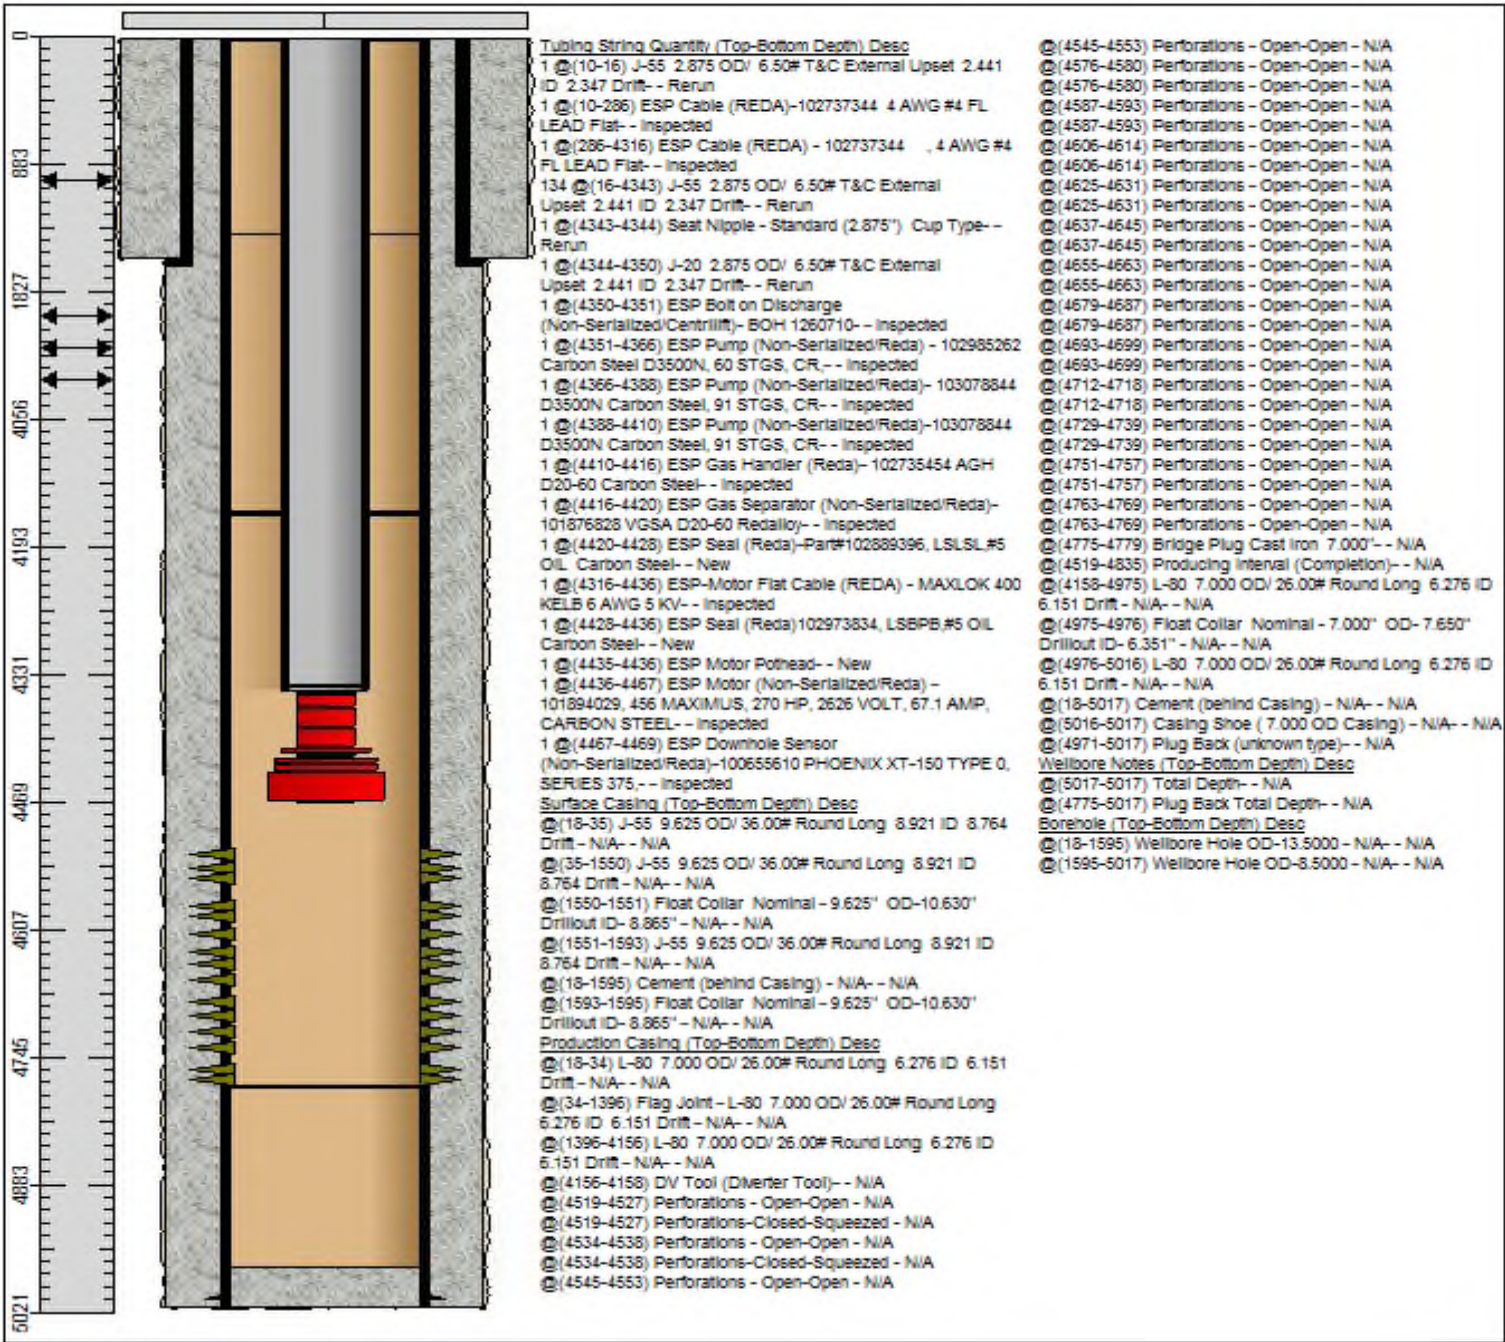 0
883
1827
4056
4193
4331
4469
4607
4745
4883
5021
Tubing String Quantity (Top-Bottom Depth) Desc
1 @(10-16) J-55 2.875 OD/ 6.50# T&C External Upset 2.441
ID 2.347 Drift- - Rerun
1 @(10-286) ESP Cable (REDA)-102737344 4 AWG #4 FL
LEAD Flat- - Inspected
1 @(286-4316) ESP Cable (REDA) - 102737344 , 4 AWG #4
FL LEAD Flat- - Inspected
134 @(16-4343) J-55 2.875 OD/ 6.50# T&C External
Upset 2.441 ID 2.347 Drift- - Rerun
1 @(4343-4344) Seat Nipple - Standard (2.875") Cup Type- -
Rerun
1 @(4344-4350) J-20 2.875 OD/ 6.50# T&C External
Upset 2.441 ID 2.347 Drift- - Rerun
1 @(4350-4351) ESP Bolt on Discharge
(Non-Serialized/Centrilift)- BOH 1260710- - Inspected
1 @(4351-4366) ESP Pump (Non-Serialized/Reda) - 102985262
Carbon Steel D3500N, 60 STGS, CR,- - Inspected
1 @(4366-4388) ESP Pump (Non-Serialized/Reda)- 103078844
D3500N Carbon Steel, 91 STGS, CR- - Inspected
1 @(4388-4410) ESP Pump (Non-Serialized/Reda)-103078844
D3500N Carbon Steel, 91 STGS, CR- - Inspected
1 @(4410-4416) ESP Gas Handler (Reda)- 102735454 AGH
D20-60 Carbon Steel- - Inspected
1 @(4416-4420) ESP Gas Separator (Non-Serialized/Reda)-
101876828 VGSA D20-60 Redalloy- - Inspected
1 @(4420-4428) ESP Seal (Reda)-Part#102889396, LSLSL,#5
OIL Carbon Steel- - New
1 @(4316-4436) ESP-Motor Flat Cable (REDA) - MAXLOK 400
KELB 6 AWG 5 KV- - Inspected
1 @(4428-4436) ESP Seal (Reda)102973834, LSBPB,#5 OIL
Carbon Steel- - New
1 @(4435-4436) ESP Motor Pothead- - New
1 @(4436-4467) ESP Motor (Non-Serialized/Reda) -
101894029, 456 MAXIMUS, 270 HP, 2626 VOLT, 67.1 AMP,
CARBON STEEL- - Inspected
1 @(4467-4469) ESP Downhole Sensor
(Non-Serialized/Reda)-100655610 PHOENIX XT-150 TYPE 0,
SERIES 375,- - Inspected
Surface Casing (Top-Bottom Depth) Desc
@(18-35) J-55 9.625 OD/ 36.00# Round Long 8.921 ID 8.764
Drift - N/A- - N/A
@(35-1550) J-55 9.625 OD/ 36.00# Round Long 8.921 ID
8.764 Drift - N/A- - N/A
@(1550-1551) Float Collar Nominal - 9.625" OD-10.630"
Drillout ID- 8.865" - N/A- - N/A
@(1551-1593) J-55 9.625 OD/ 36.00# Round Long 8.921 ID
8.764 Drift - N/A- - N/A
@(18-1595) Cement (behind Casing) - N/A- - N/A
@(1593-1595) Float Collar Nominal - 9.625" OD-10.630"
Drillout ID- 8.865" - N/A- - N/A
Production Casing (Top-Bottom Depth) Desc
@(18-34) L-80 7.000 OD/ 26.00# Round Long 6.276 ID 6.151
Drift - N/A- - N/A
@(34-1396) Flag Joint - L-80 7.000 OD/ 26.00# Round Long
6.276 ID 6.151 Drift - N/A- - N/A
@(1396-4156) L-80 7.000 OD/ 26.00# Round Long 6.276 ID
6.151 Drift - N/A- - N/A
@(4156-4158) DV Tool (Diverter Tool)- - N/A
@(4519-4527) Perforations - Open-Open - N/A
@(4519-4527) Perforations-Closed-Squeezed - N/A
@(4534-4538) Perforations - Open-Open - N/A
@(4534-4538) Perforations-Closed-Squeezed - N/A
@(4545-4553) Perforations - Open-Open - N/A
@(4545-4553) Perforations - Open-Open - N/A
@(4576-4580) Perforations - Open-Open - N/A
@(4576-4580) Perforations - Open-Open - N/A
@(4587-4593) Perforations - Open-Open - N/A
@(4587-4593) Perforations - Open-Open - N/A
@(4606-4614) Perforations - Open-Open - N/A
@(4606-4614) Perforations - Open-Open - N/A
@(4625-4631) Perforations - Open-Open - N/A
@(4625-4631) Perforations - Open-Open - N/A
@(4637-4645) Perforations - Open-Open - N/A
@(4637-4645) Perforations - Open-Open - N/A
@(4655-4663) Perforations - Open-Open - N/A
@(4655-4663) Perforations - Open-Open - N/A
@(4679-4687) Perforations - Open-Open - N/A
@(4679-4687) Perforations - Open-Open - N/A
@(4693-4699) Perforations - Open-Open - N/A
@(4693-4699) Perforations - Open-Open - N/A
@(4712-4718) Perforations - Open-Open - N/A
@(4712-4718) Perforations - Open-Open - N/A
@(4729-4739) Perforations - Open-Open - N/A
@(4729-4739) Perforations - Open-Open - N/A
@(4751-4757) Perforations - Open-Open - N/A
@(4751-4757) Perforations - Open-Open - N/A
@(4763-4769) Perforations - Open-Open - N/A
@(4763-4769) Perforations - Open-Open - N/A
@(4775-4779) Bridge Plug Cast Iron 7.000"- - N/A
@(4519-4835) Producing Interval (Completion)- - N/A
@(4158-4975) L-80 7.000 OD/ 26.00# Round Long 6.276 ID
6.151 Drift - N/A- - N/A
@(4975-4976) Float Collar Nominal - 7.000" OD- 7.650"
Drillout ID- 6.351" - N/A- - N/A
@(4976-5016) L-80 7.000 OD/ 26.00# Round Long 6.276 ID
6.151 Drift - N/A- - N/A
@(18-5017) Cement (behind Casing) - N/A- - N/A
@(5016-5017) Casing Shoe ( 7.000 OD Casing) - N/A- - N/A
@(4971-5017) Plug Back (unknown type)- - N/A
Wellbore Notes (Top-Bottom Depth) Desc
@(5017-5017) Total Depth- - N/A
@(4775-5017) Plug Back Total Depth- - N/A
Borehole (Top-Bottom Depth) Desc
@(18-1595) Wellbore Hole OD-13.5000 - N/A- - N/A
@(1595-5017) Wellbore Hole OD-8.5000 - N/A- - N/A